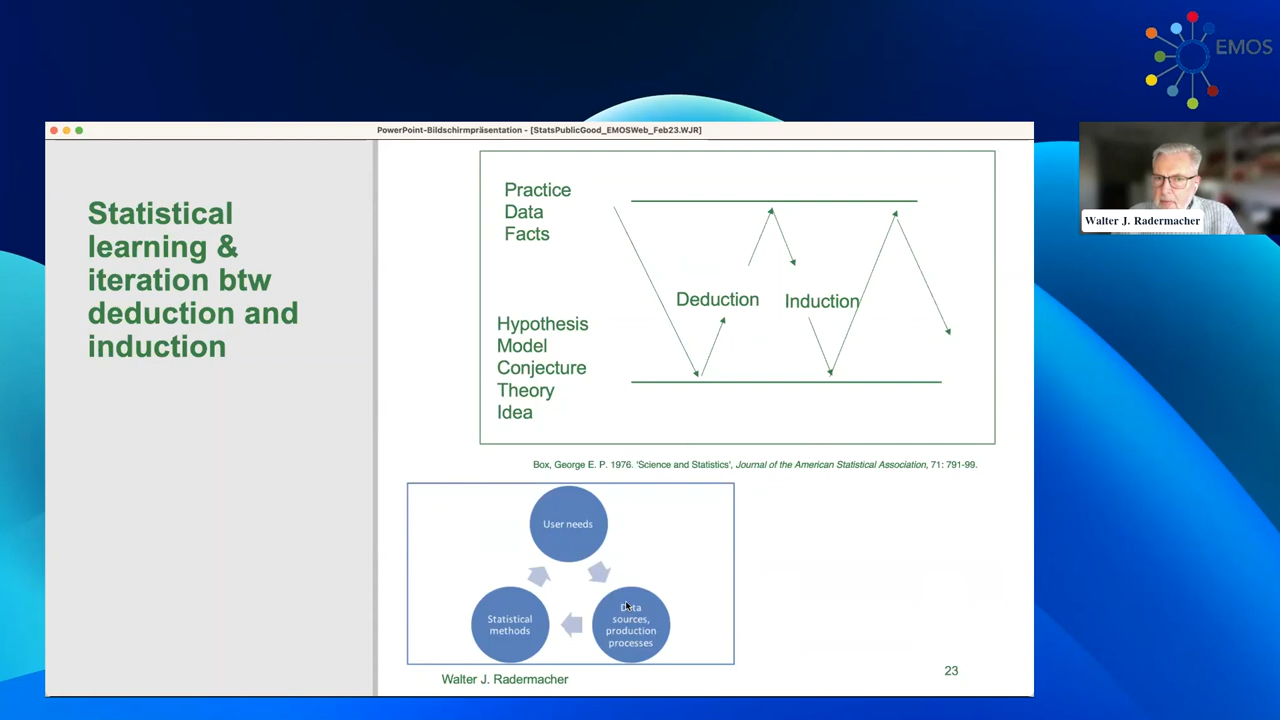 EMOS
PowerPoint-Bildschirmpräsentation - [StatsPublicGood_EMOSWeb_Feb23.WJR]
Walter J. Radermacher
Statistical
learning &
iteration btw
deduction and
induction
Practice
Data
Facts
Deduction
Induction
Hypothesis
Model
Conjecture
Theory
Idea
Box, George E. P. 1976. 'Science and Statistics', Journal of the American Statistical Association, 71: 791-99.
User needs
Statistical
methods
Data
sources,
production
processes
Walter J. Radermacher
23